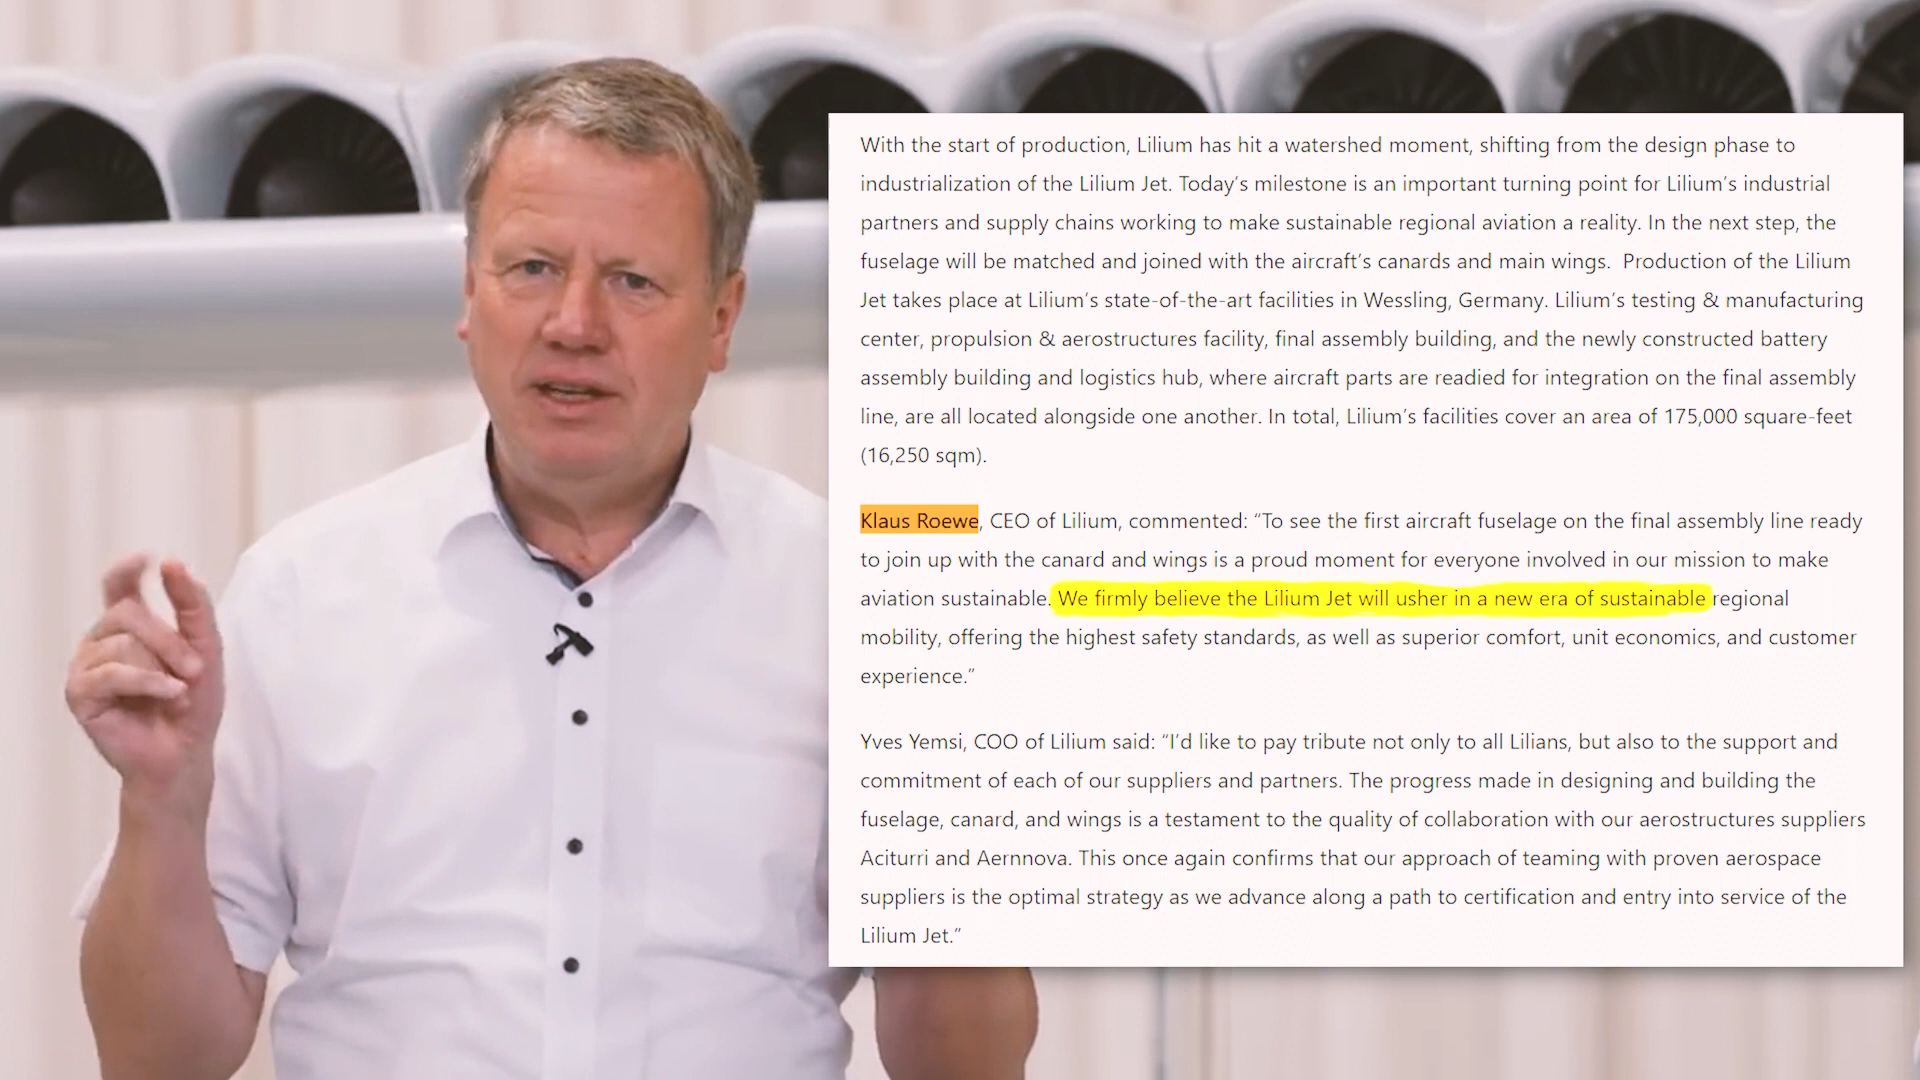 With the start of production, Lilium has hit a watershed moment, shifting from the design phase to
industrialization of the Lilium Jet. Today’s milestone is an important turning point for Lilium’s industrial
partners and supply chains working to make sustainable regional aviation a reality. In the next step, the
fuselage will be matched and joined with the aircraft’s canards and main wings.  Production of the Lilium
Jet takes place at Lilium’s state-of-the-art facilities in Wessling, Germany. Lilium’s testing & manufacturing
center, propulsion & aerostructures facility, final assembly building, and the newly constructed battery
assembly building and logistics hub, where aircraft parts are readied for integration on the final assembly
line, are all located alongside one another. In total, Lilium’s facilities cover an area of 175,000 square-feet
(16,250 sqm).
Klaus Roewe, CEO of Lilium, commented: “To see the first aircraft fuselage on the final assembly line ready
to join up with the canard and wings is a proud moment for everyone involved in our mission to make
aviation sustainable. We firmly believe the Lilium Jet will usher in a new era of sustainable regional
mobility, offering the highest safety standards, as well as superior comfort, unit economics, and customer
experience.”
Yves Yemsi, COO of Lilium said: “I’d like to pay tribute not only to all Lilians, but also to the support and
commitment of each of our suppliers and partners. The progress made in designing and building the
fuselage, canard, and wings is a testament to the quality of collaboration with our aerostructures suppliers
Aciturri and Aernnova. This once again confirms that our approach of teaming with proven aerospace
suppliers is the optimal strategy as we advance along a path to certification and entry into service of the
Lilium Jet.”